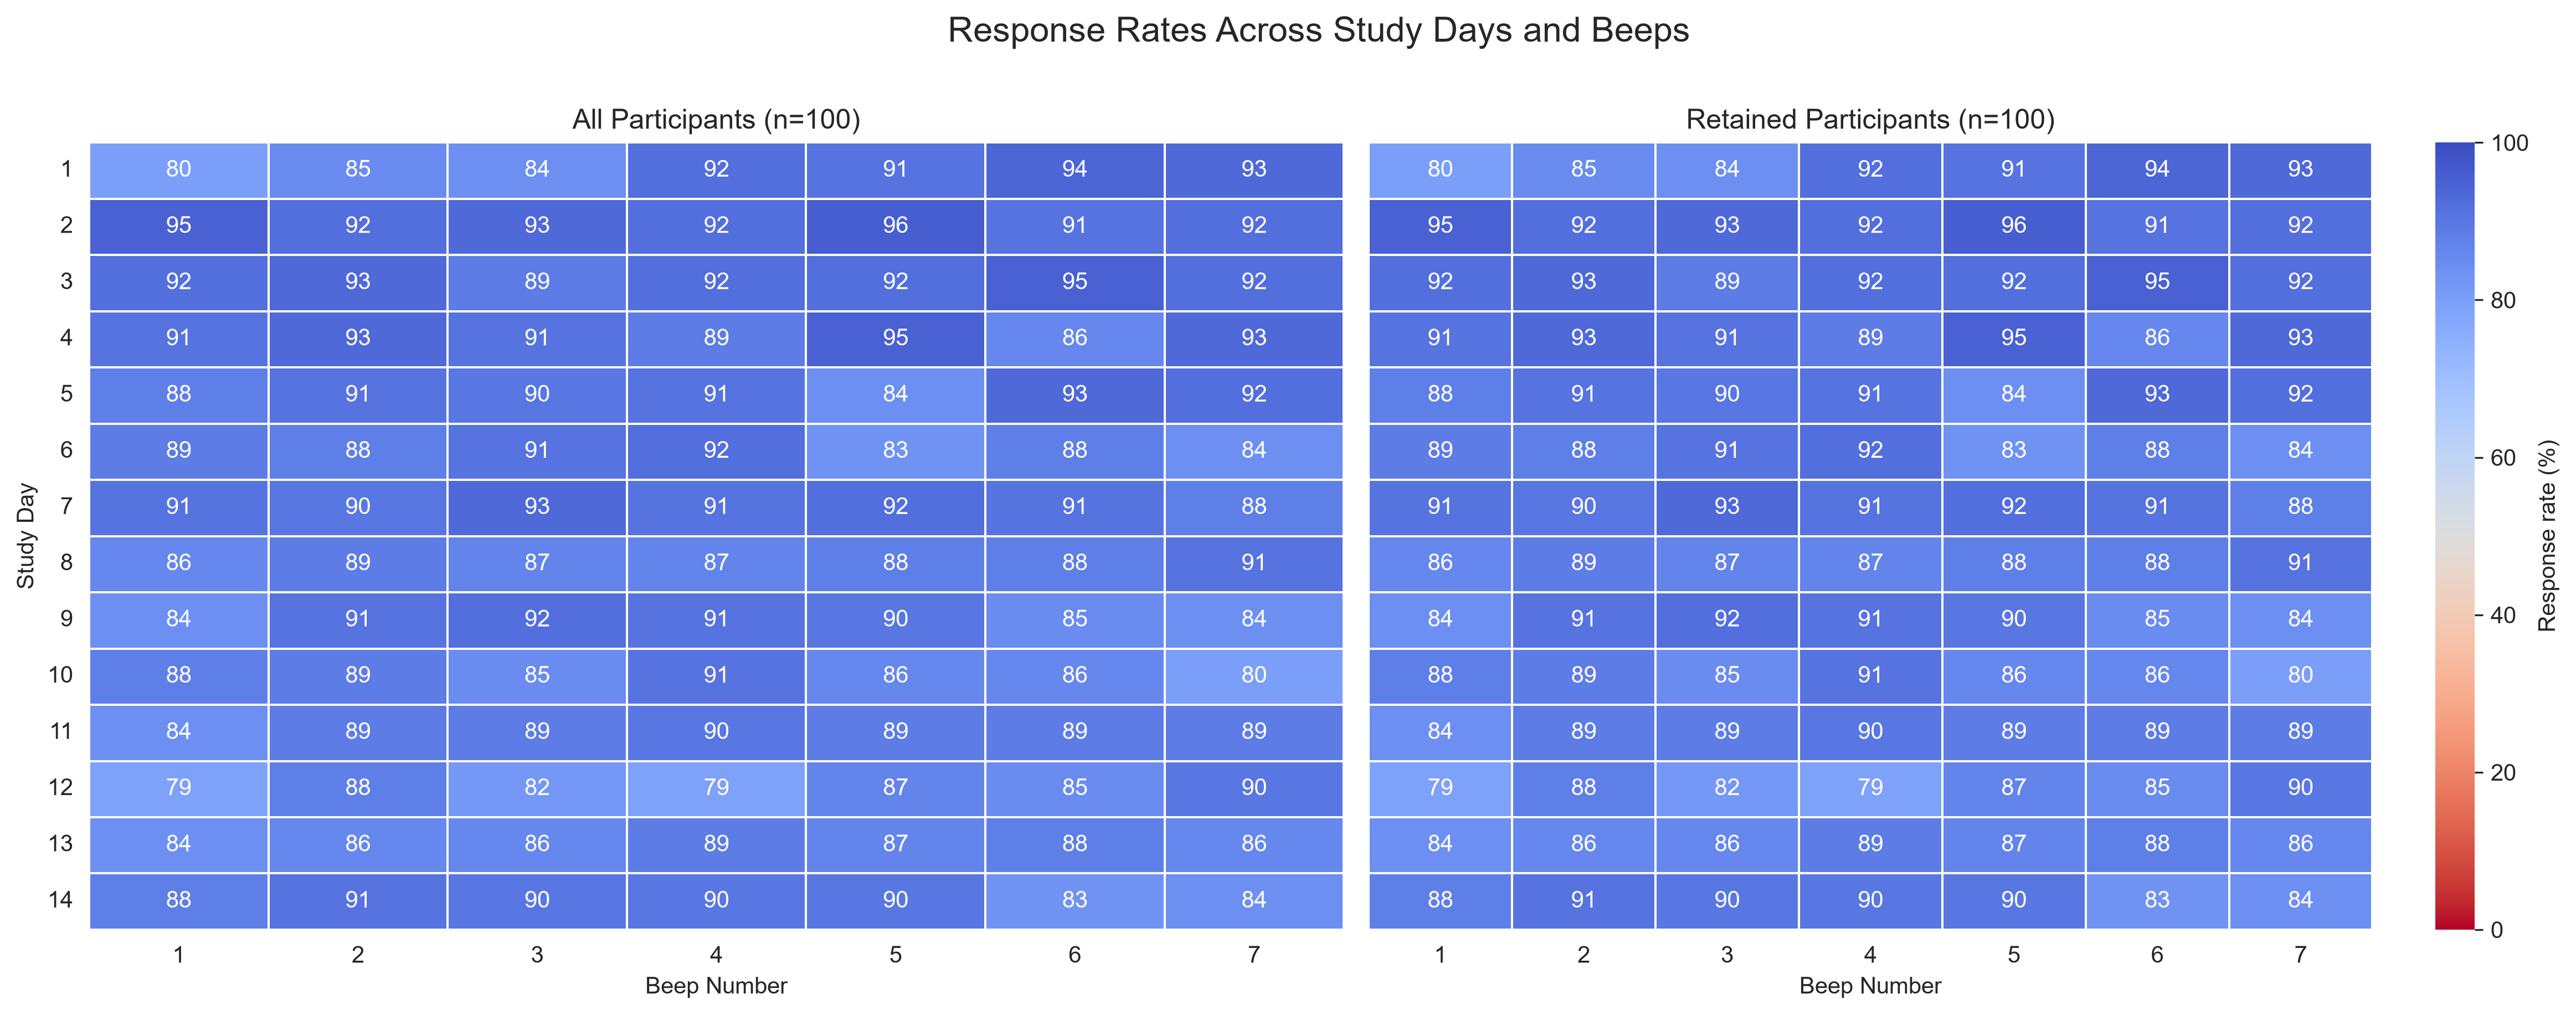 Response Rates Across Study Days and Beeps
All Participants (n=100)
Study Day
1 80 85 84 92 91 94 93
2 95 92 93 92 96 91 92
3 92 93 89 92 92 95 92
4 91 93 91 89 95 86 93
5 88 91 90 91 84 93 92
6 89 88 91 92 83 88 84
7 91 90 93 91 92 91 88
8 86 89 87 87 88 88 91
9 84 91 92 91 90 85 84
10 88 89 85 91 86 86 80
11 84 89 89 90 89 89 89
12 79 88 82 79 87 85 90
13 84 86 86 89 87 88 86
14 88 91 90 90 90 83 84
1 2 3 4 5 6 7
Beep Number
Retained Participants (n=100)
80 85 84 92 91 94 93
95 92 93 92 96 91 92
92 93 89 92 92 95 92
91 93 91 89 95 86 93
88 91 90 91 84 93 92
89 88 91 92 83 88 84
91 90 93 91 92 91 88
86 89 87 87 88 88 91
84 91 92 91 90 85 84
88 89 85 91 86 86 80
84 89 89 90 89 89 89
79 88 82 79 87 85 90
84 86 86 89 87 88 86
88 91 90 90 90 83 84
1 2 3 4 5 6 7
Beep Number
100
80
60
40
20
0
Response rate (%)